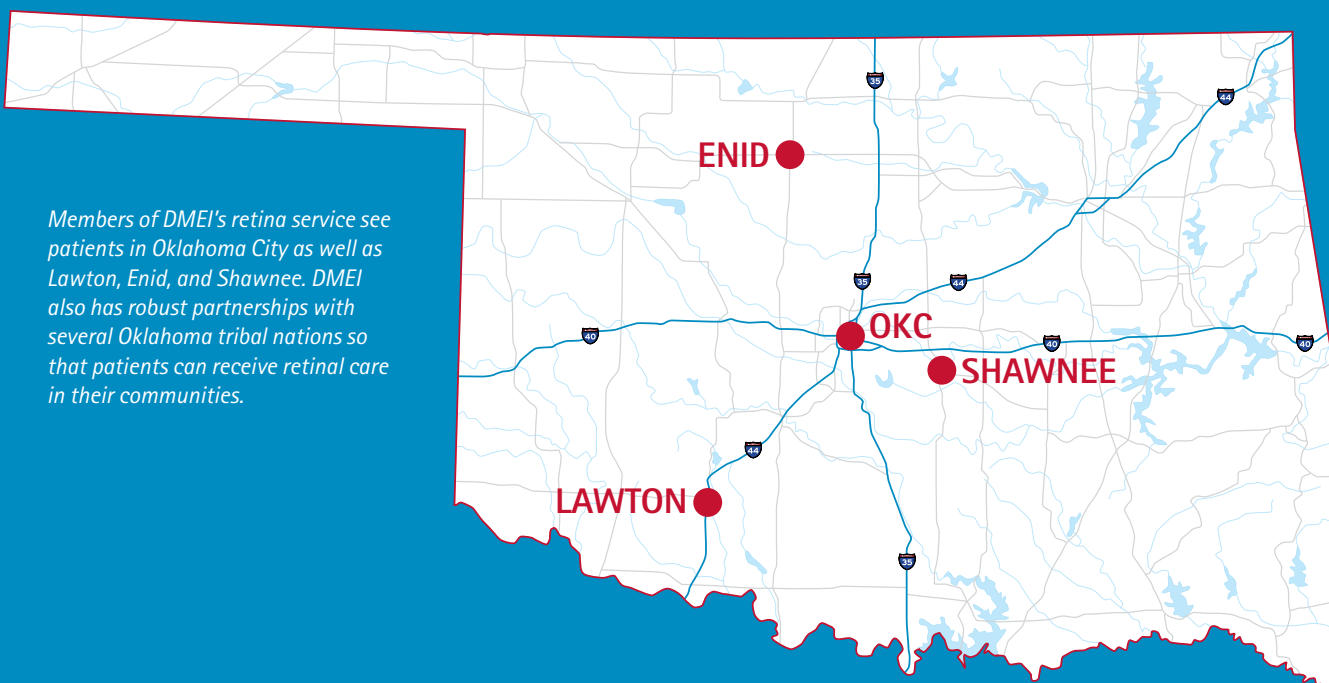 35
44
ENID
Members of DMEI's retina service see
patients in Oklahoma City as well as
Lawton, Enid, and Shawnee. DMEI
also has robust partnerships with
several Oklahoma tribal nations so
that patients can receive retinal care
in their communities.
35
44
OKC
40
40
40
SHAWNEE
44
LAWTON
35